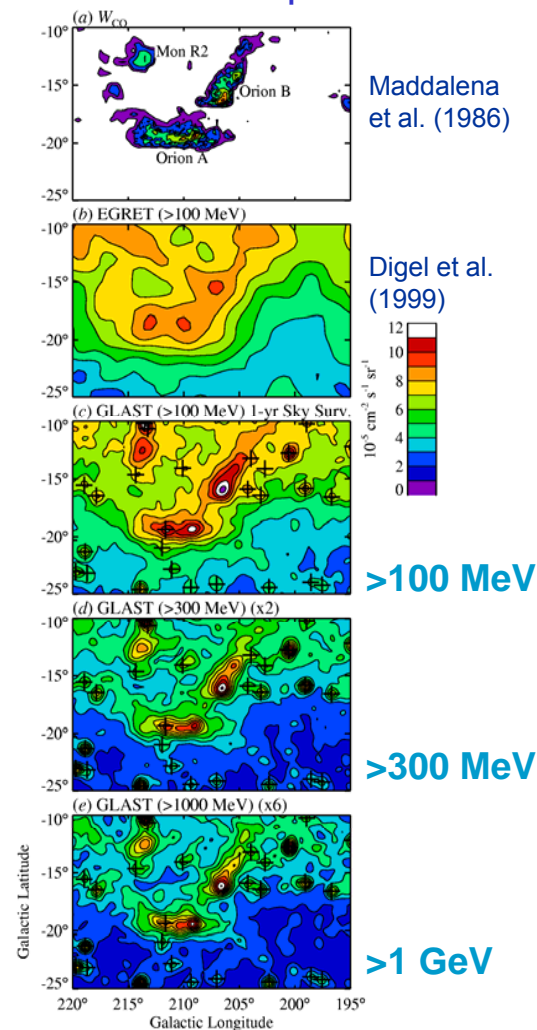 (a) W_CO
-10°
Mon R2
-15°
Orion B
-20°
Orion A
-25°
Maddalena
et al. (1986)
(b) EGRET (>100 MeV)
-10°
-15°
-20°
-25°
Digel et al.
(1999)
12
10
8
6
4
2
0
10⁻⁵ cm⁻² s⁻¹ sr⁻¹
(c) GLAST (>100 MeV) 1-yr Sky Surv.
-10°
-15°
-20°
-25°
>100 MeV
(d) GLAST (>300 MeV) (x2)
-10°
-15°
-20°
-25°
>300 MeV
(e) GLAST (>1000 MeV) (x6)
-10°
-15°
-20°
-25°
>1 GeV
Galactic Latitude
220° 215° 210° 205° 200° 195°
Galactic Longitude